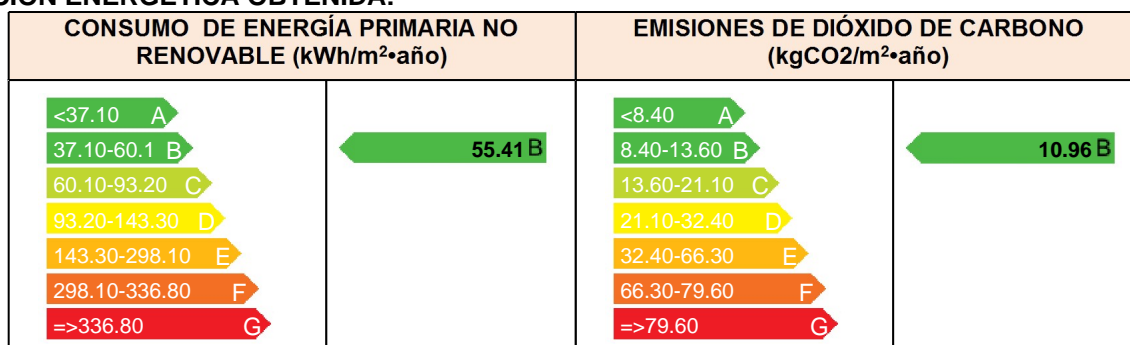 SIÓN ENERGÉTICA OBTENIDA:
CONSUMO DE ENERGÍA PRIMARIA NO
RENOVABLE (kWh/m²•año)
<37.10 A
37.10-60.1 B
60.10-93.20 C
93.20-143.30 D
143.30-298.10 E
298.10-336.80 F
=>336.80 G
55.41 B
EMISIONES DE DIÓXIDO DE CARBONO
(kgCO2/m²•año)
<8.40 A
8.40-13.60 B
13.60-21.10 C
21.10-32.40 D
32.40-66.30 E
66.30-79.60 F
=>79.60 G
10.96 B